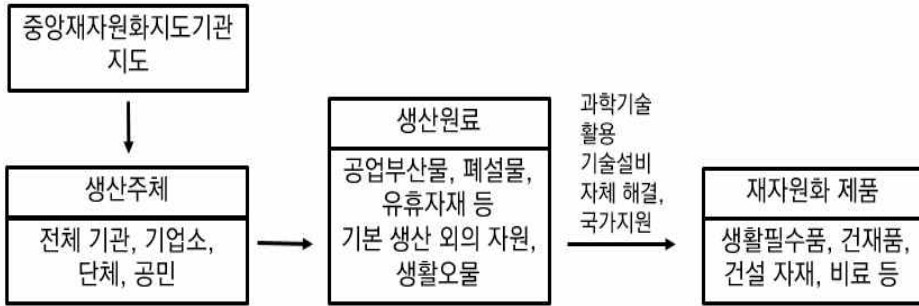 중앙재자원화지도기관
지도
생산주체
전체 기관, 기업소,
단체, 공민
생산원료
공업부산물, 폐설물,
유휴자재 등
기본 생산 외의 자원,
생활오물
과학기술
활용
기술설비
자체 해결,
국가지원
재자원화 제품
생활필수품, 건재품,
건설 자재, 비료 등